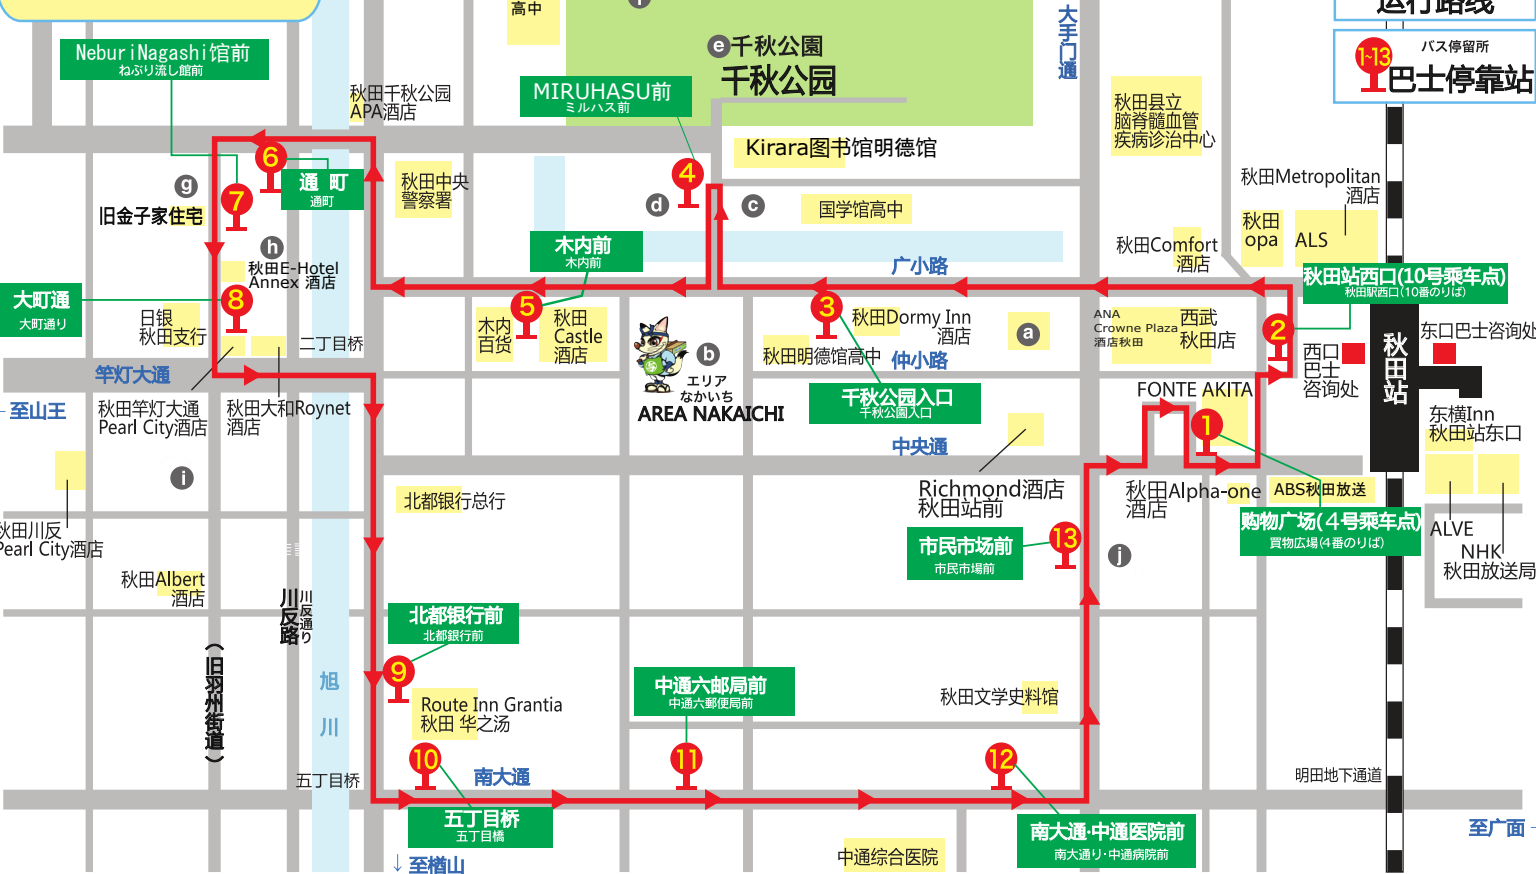 高中
f
大手门通
运行路线
バス停留所
1~13
巴士停靠站
NeburiNagashi馆前
ねぶり流し館前
e
千秋公園
千秋公园
MIRUHASU前
ミルハス前
秋田千秋公园
APA酒店
秋田县立
脑脊髓血管
疾病诊治中心
Kirara图书馆明德馆
6
4
7
g
通 町
通町
秋田中央
警察署
秋田Metropolitan
酒店
旧金子家住宅
d
c
国学馆高中
秋田
opa
ALS
h
木内前
木内前
秋田Comfort
酒店
秋田E-Hotel
Annex 酒店
广小路
秋田站西口(10号乘车点)
秋田駅西口(10番のりば)
大町通
大町通り
8
5
3
2
日银
秋田支行
木内
百货
秋田
Castle
酒店
秋田Dormy Inn
酒店
a
ANA
Crowne Plaza
酒店秋田
西武
秋田店
东口巴士咨询处
二丁目桥
b
秋田明德馆高中
仲小路
西口
巴士
咨询处
秋田站
竿灯大通
エリア
なかいち
AREA NAKAICHI
千秋公园入口
千秋公園入口
FONTE AKITA
至山王
秋田竿灯大通
Pearl City酒店
秋田大和Roynet
酒店
1
东横Inn
秋田站东口
中央通
i
Richmond酒店
秋田站前
秋田Alpha-one
酒店
ABS秋田放送
北都银行总行
购物广场(4号乘车点)
買物広場(4番のりば)
秋田川反
Pearl City酒店
市民市场前
市民市場前
13
j
ALVE
NHK
秋田放送局
秋田Albert
酒店
川反通り
川反路
北都银行前
北都銀行前
(旧羽州街道)
9
旭川
中通六邮局前
中通六郵便局前
秋田文学史料馆
Route Inn Grantia
秋田 华之汤
10
11
12
南大通
五丁目桥
明田地下通道
五丁目桥
五丁目橋
南大通·中通医院前
南大通り·中通病院前
至广面
中通综合医院
↓ 至楢山